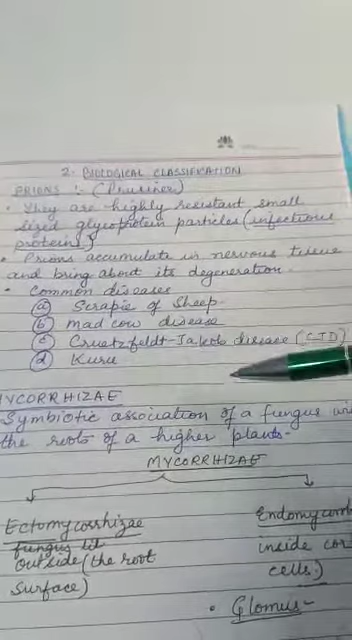 2. BIOLOGICAL CLASSIFICATION
PRIONS :- (Prusiner)
• They are highly resistant small
sized glycoprotein particles (infectious
proteins)
• Prions accumulate in nervous tissue
and bring about its degeneration.
• Common diseases
(a) Scrapie of Sheep
(b) mad cow disease
(c) Cruetzfeldt-Jakob disease (CJD)
(d) Kuru
MYCORRHIZAE
Symbiotic association of a fungus
the roots of a higher plants.
MYCORRHIZAE
Ectomycorrhizae
fungus
outside (the root
surface)
inside
cells)
• Glomus